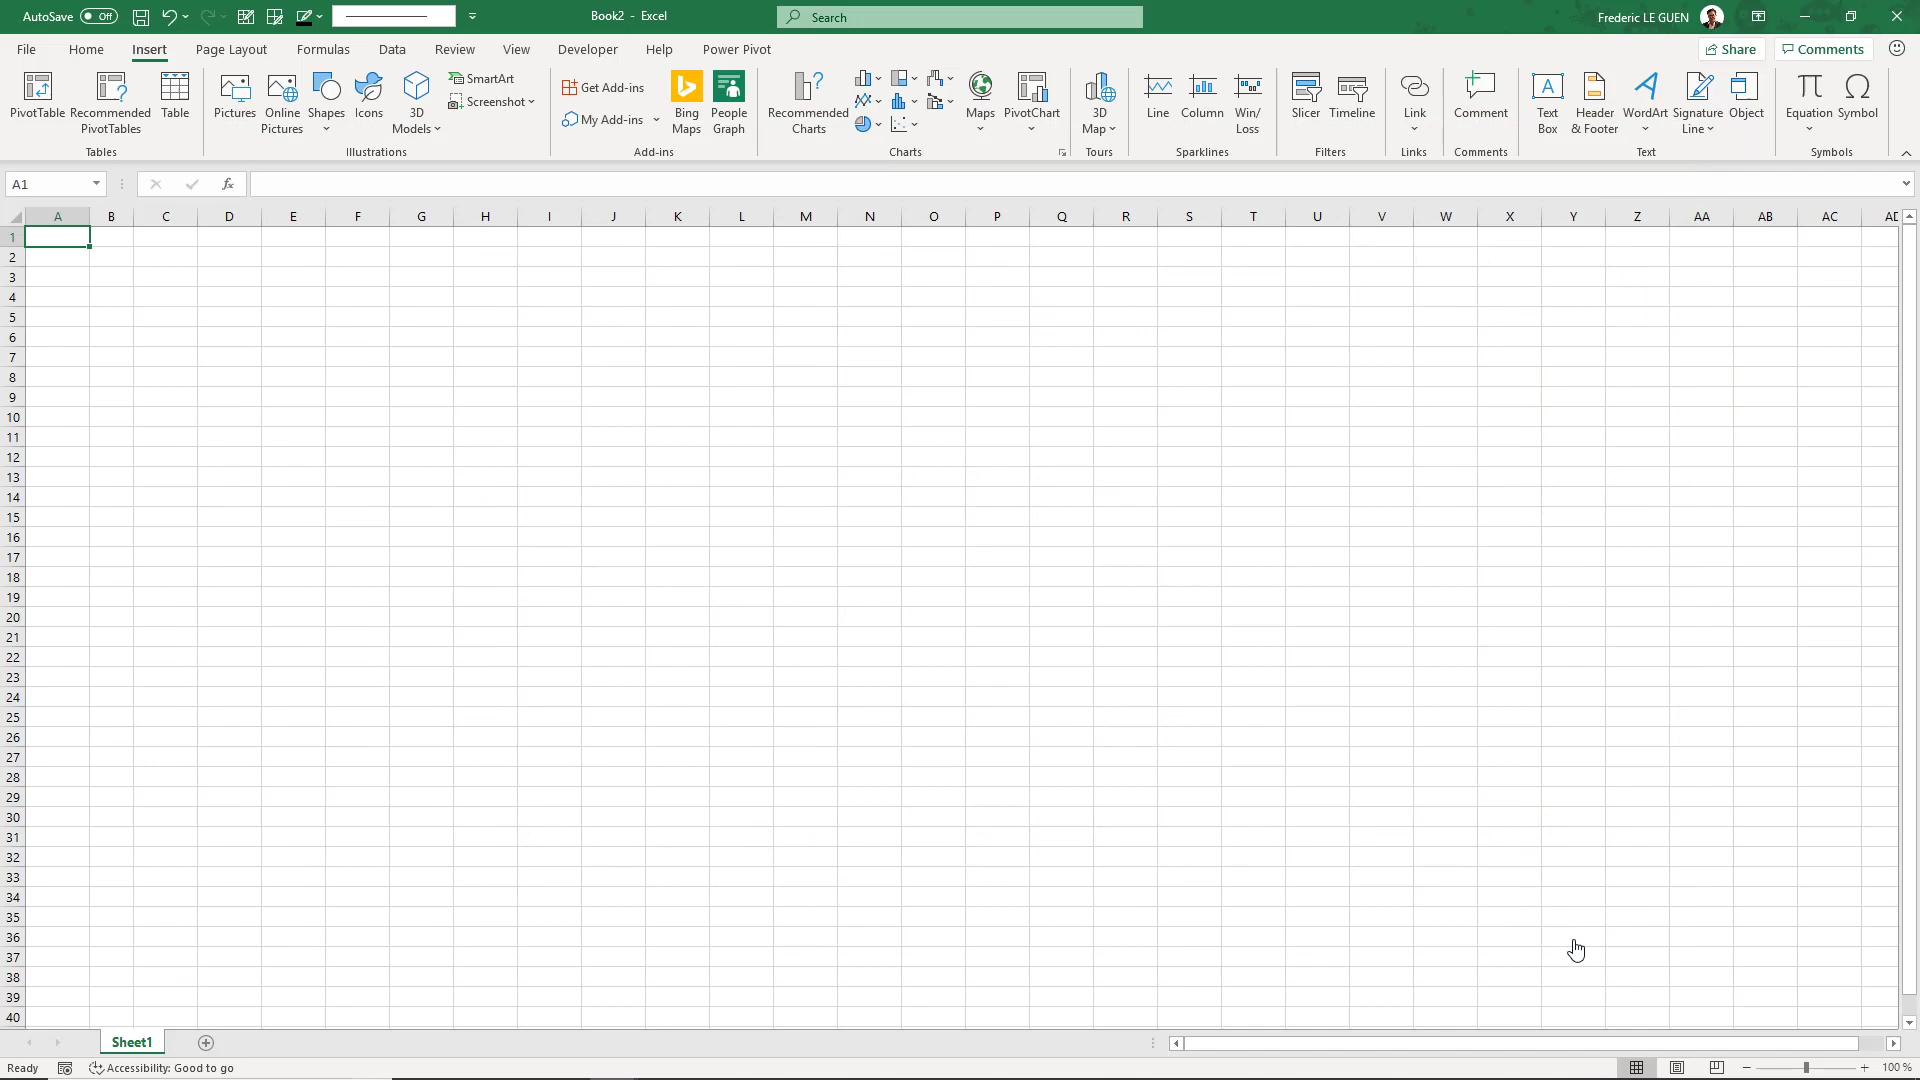 AutoSave Off Book2 - Excel Search Frederic LE GUEN
File Home Insert Page Layout Formulas Data Review View Developer Help Power Pivot Share Comments
PivotTable Recommended PivotTables Table
Tables
Pictures Online Pictures Shapes Icons 3D Models SmartArt Screenshot
Illustrations
Get Add-ins My Add-ins Bing Maps People Graph
Add-ins
Recommended Charts Maps PivotChart
Charts
3D Map
Tours
Line Column Win/Loss
Sparklines
Slicer Timeline
Filters
Link
Links
Comment
Comments
Text Box Header & Footer WordArt Signature Line Object
Text
Equation Symbol
Symbols
A1 fx
A B C D E F G H I J K L M N O P Q R S T U V W X Y Z AA AB AC AD
1
2
3
4
5
6
7
8
9
10
11
12
13
14
15
16
17
18
19
20
21
22
23
24
25
26
27
28
29
30
31
32
33
34
35
36
37
38
39
40
Sheet1
Ready Accessibility: Good to go 100 %